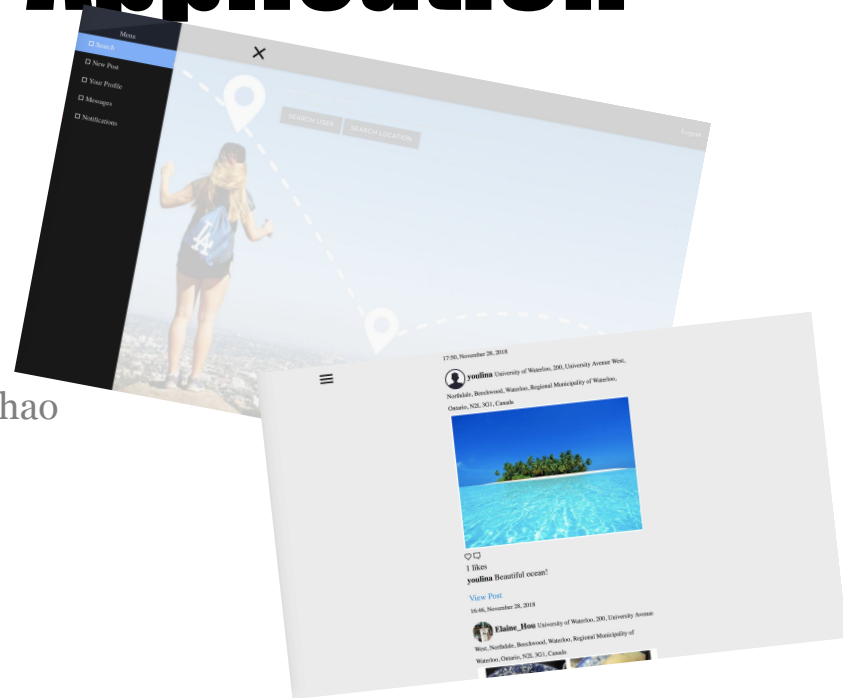 Application
Menu
Search
New Post
Your Profile
Messages
Notifications
SEARCH USER
SEARCH LOCATION
Logout
LA
hao
17:50, November 28, 2018
youlina University of Waterloo, 200, University Avenue West,
Northdale, Beechwood, Waterloo, Regional Municipality of Waterloo,
Ontario, N2L 3G1, Canada
1 likes
youlina Beautiful ocean!
View Post
16:46, November 28, 2018
Elaine_Hou University of Waterloo, 200, University Avenue
West, Northdale, Beechwood, Waterloo, Regional Municipality of
Waterloo, Ontario, N2L 3G1, Canada